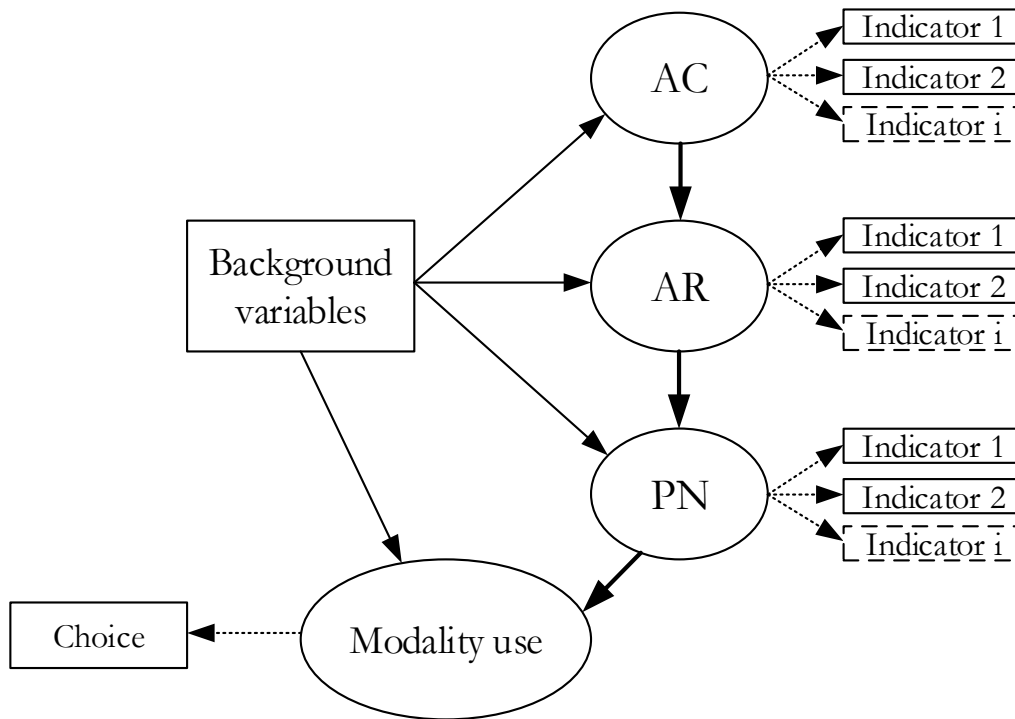 AC
Indicator 1
Indicator 2
Indicator i
Background
variables
AR
Indicator 1
Indicator 2
Indicator i
PN
Indicator 1
Indicator 2
Indicator i
Choice
Modality use